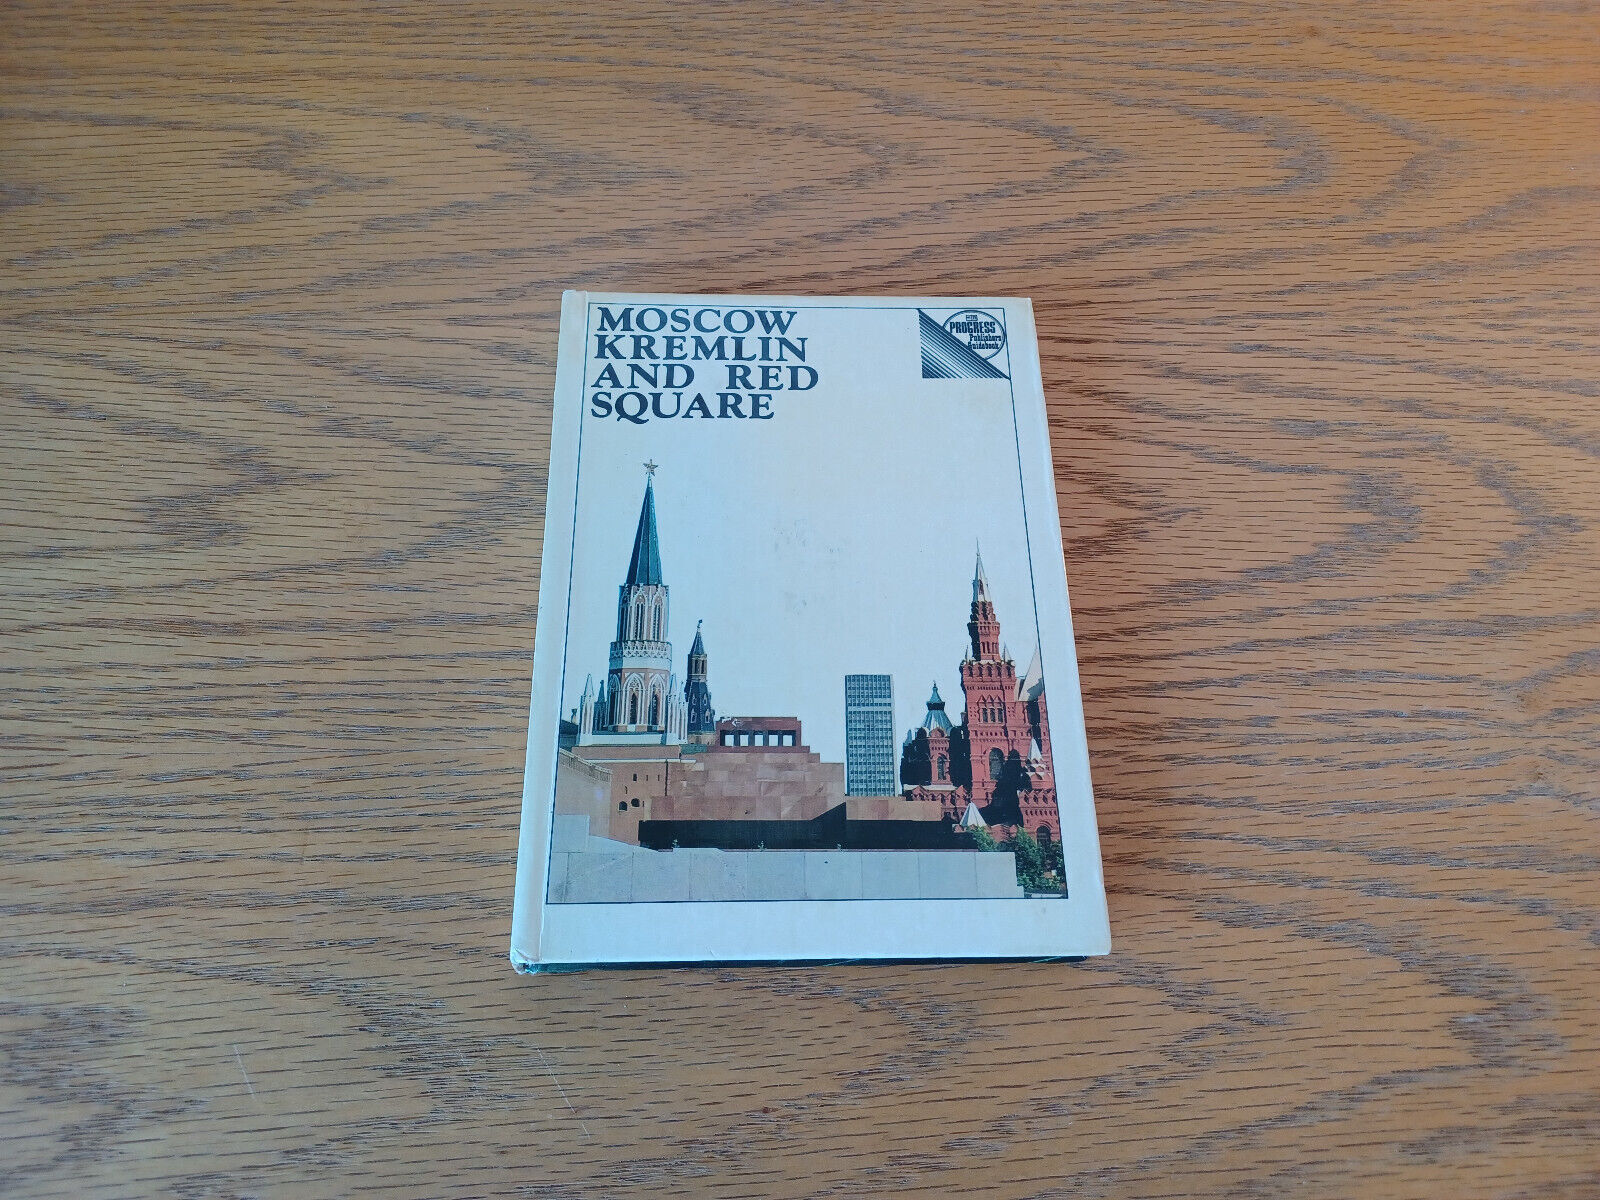 MOSCOW
KREMLIN
AND RED
SQUARE
PROGRESS
Publishers
Guidebook